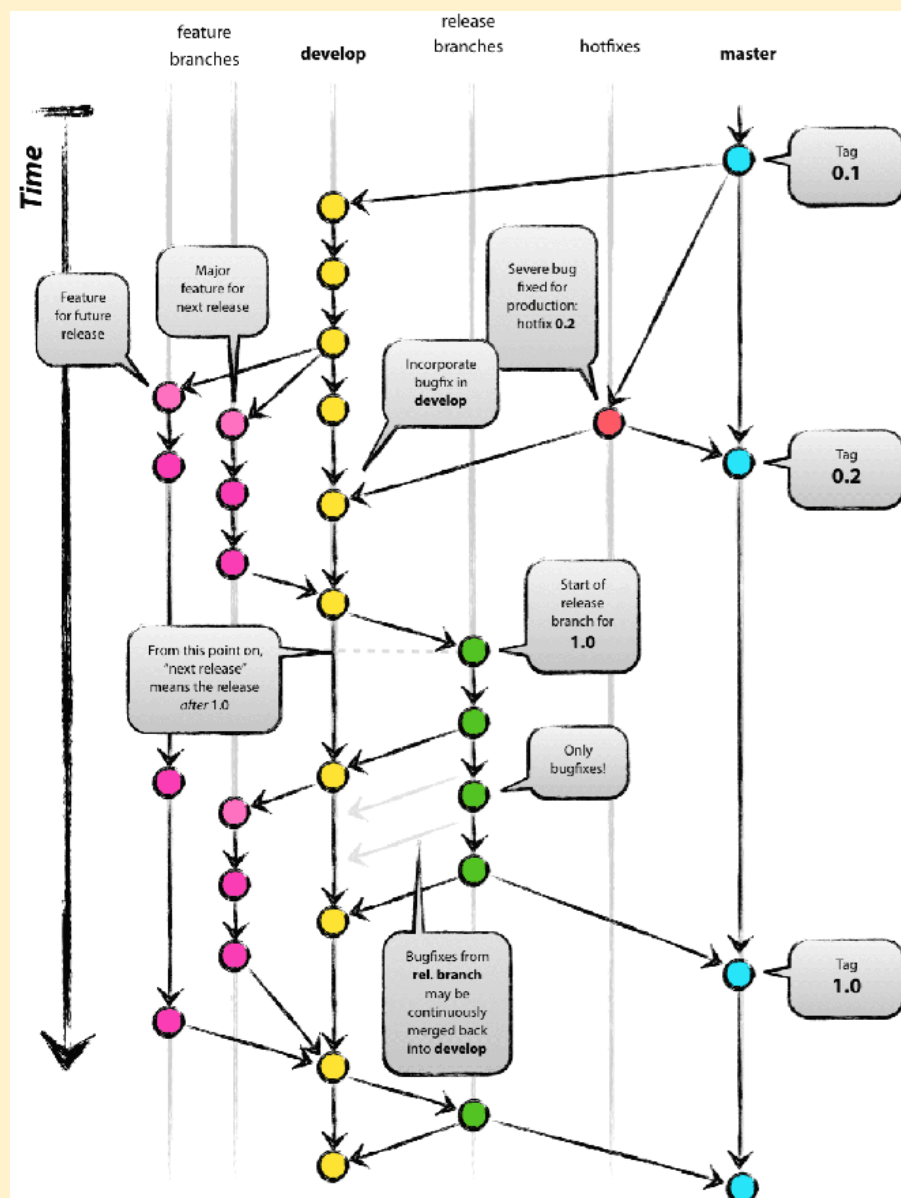 feature
branches
develop
release
branches
hotfixes
master
Time
Tag
0.1
Severe bug
fixed for
production:
hotfix 0.2
Major
feature for
next release
Feature
for future
release
Incorporate
bugfix in
develop
Tag
0.2
Start of
release
branch for
1.0
From this point on,
“next release”
means the release
after 1.0
Only
bugfixes!
Bugfixes from
rel. branch
may be
continuously
merged back
into develop
Tag
1.0